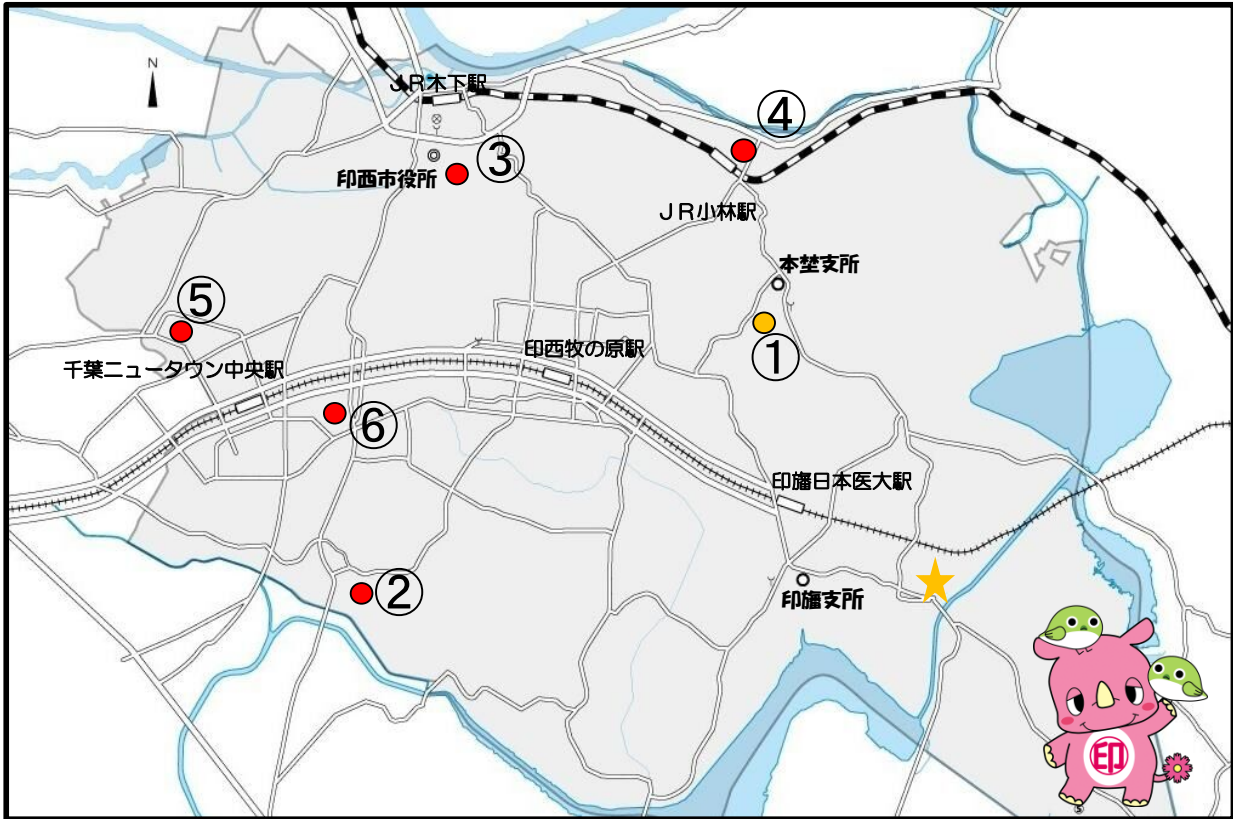 N
JR木下駅
④
③
印西市役所
JR小林駅
本埜支所
⑤
①
印西牧の原駅
千葉ニュータウン中央駅
⑥
印旛日本医大駅
②
印旛支所
印